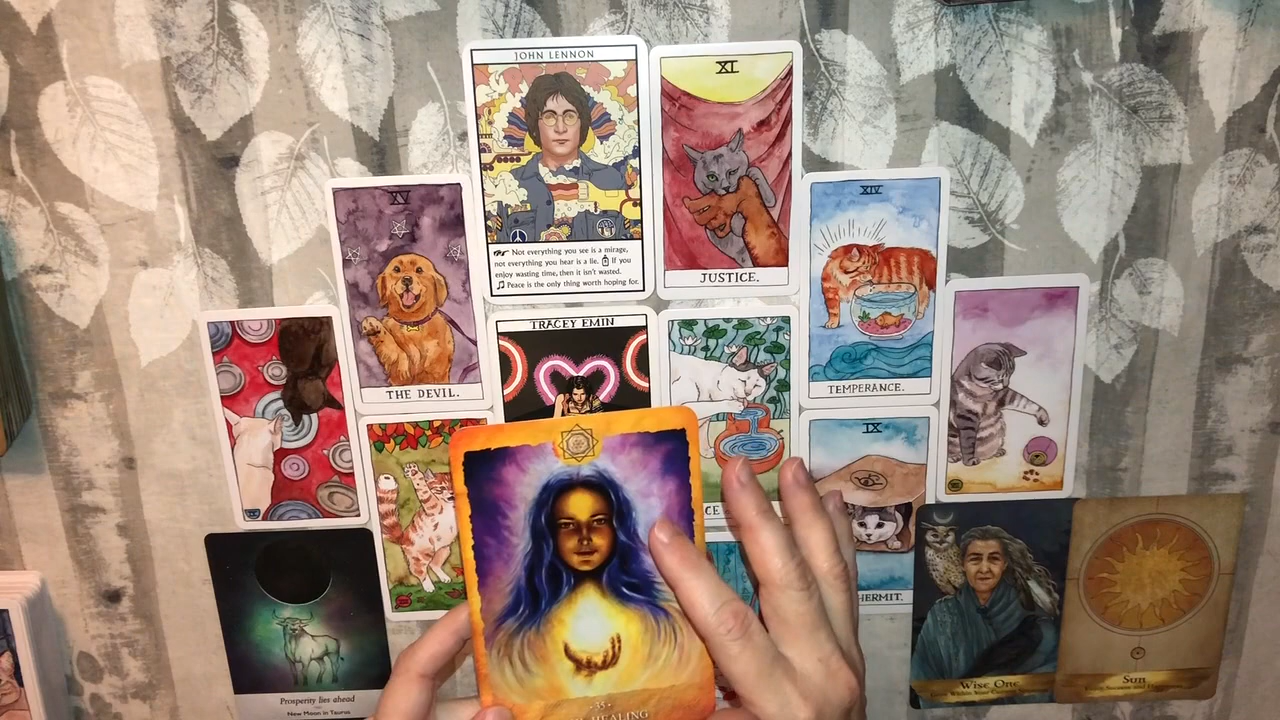 JOHN LENNON
Not everything you see is a mirage,
not everything you hear is a lie. If you
enjoy wasting time, then it isn't wasted.
Peace is the only thing worth hoping for.
XI
JUSTICE.
XV
THE DEVIL.
XIV
TEMPERANCE.
TRACEY EMIN
IX
HERMIT.
Prosperity lies ahead
New Moon in Taurus
35
HEALING
Wise One
Sun